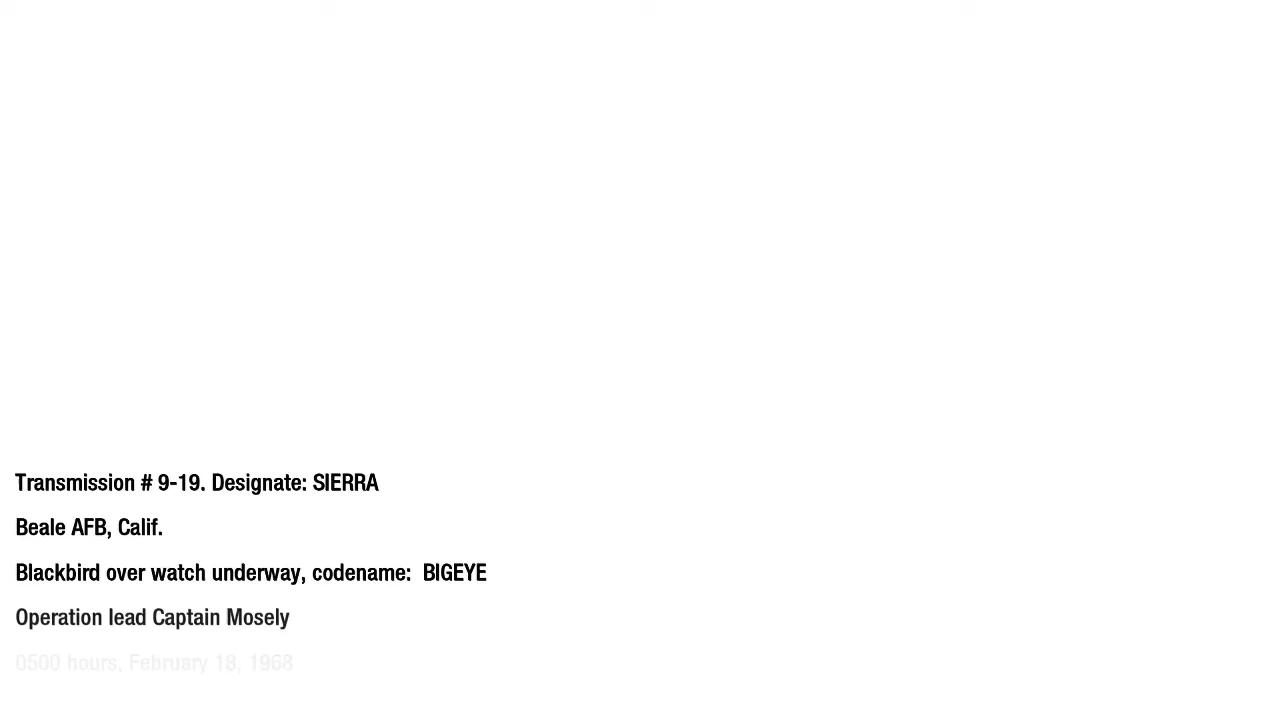 Transmission # 9-19. Designate: SIERRA
Beale AFB, Calif.
Blackbird over watch underway, codename:  BIGEYE
Operation lead Captain Mosely
0500 hours, February 18, 1968